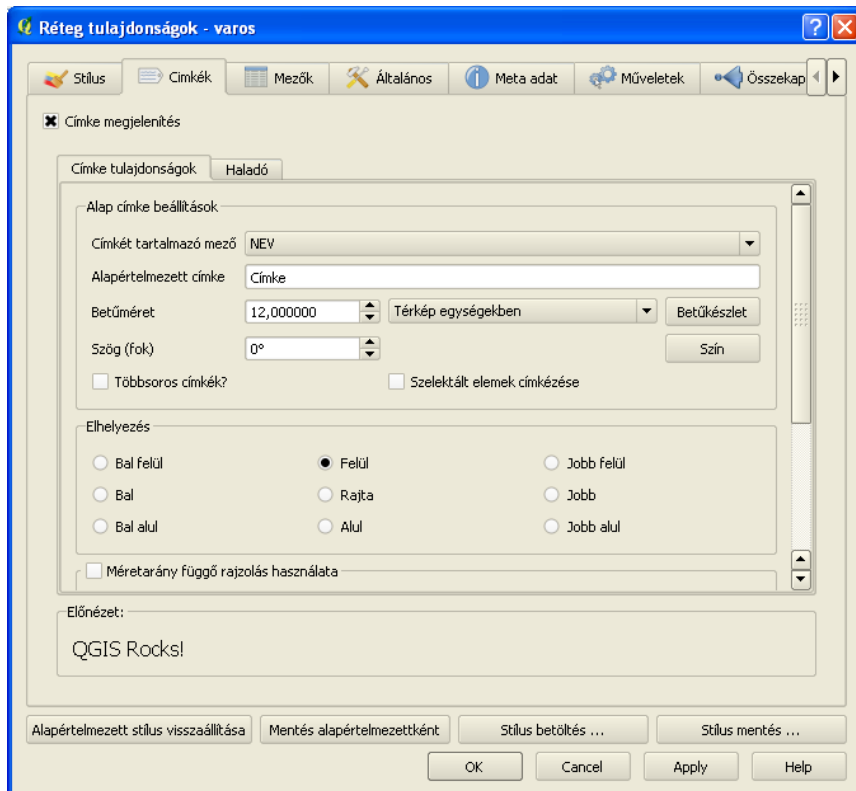 Réteg tulajdonságok - varos
Stílus
Cimkék
Mezők
Általános
Meta adat
Műveletek
Összekap
Címke megjelenítés
Címke tulajdonságok
Haladó
Alap címke beállítások
Címkét tartalmazó mező NEV
Alapértelmezett címke Címke
Betűméret 12,000000 Térkép egységekben Betűkészlet
Szög (fok) 0° Szín
Többsoros címkék? Szelektált elemek címkézése
Elhelyezés
Bal felül Felül Jobb felül
Bal Rajta Jobb
Bal alul Alul Jobb alul
Méretarány függő rajzolás használata
Előnézet:
QGIS Rocks!
Alapértelmezett stílus visszaállítása Mentés alapértelmezettként Stílus betöltés ... Stílus mentés ...
OK Cancel Apply Help